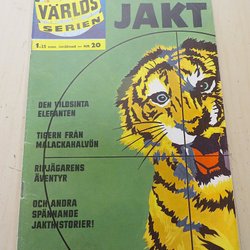 VÄRLDS
SERIEN
1.25 NR. 20
JAKT
DEN VILDSINTA
ELEFANTEN
TIGERN FRÅN
MALACKAHALVÖN
RIPJÄGARENS
ÄVENTYR
OCH ANDRA
SPÄNNANDE
JAKTHISTORIER!